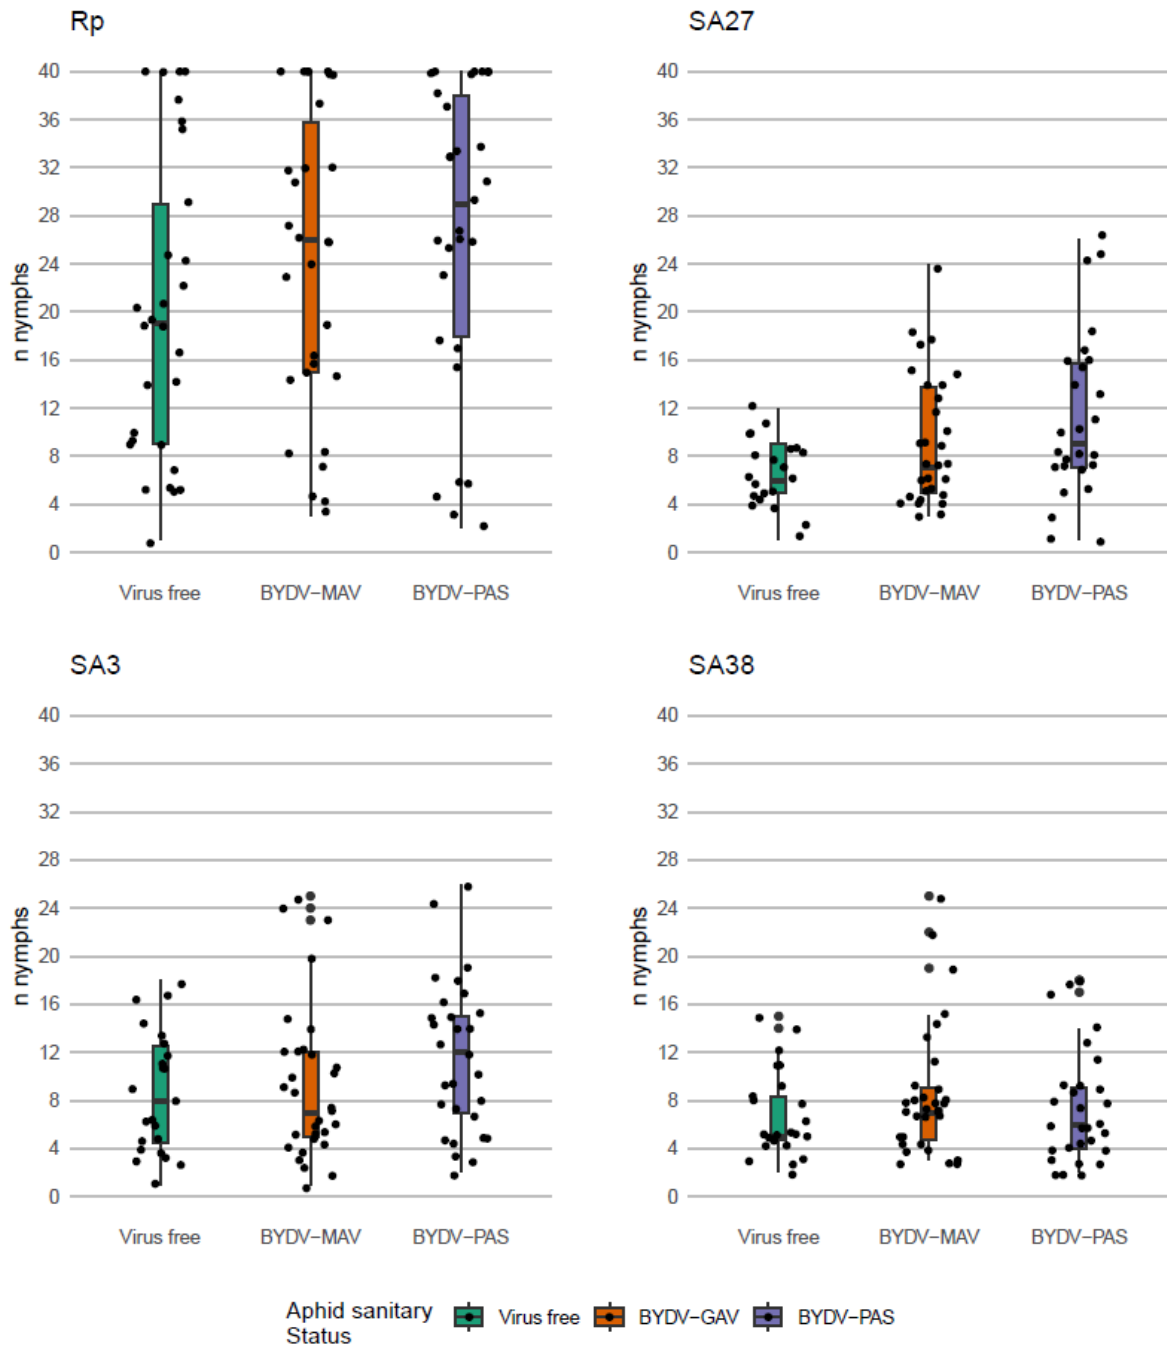 Rp
40
36
32
28
24
20
16
12
8
4
0
n nymphs
Virus free BYDV-MAV BYDV-PAS
SA27
40
36
32
28
24
20
16
12
8
4
0
n nymphs
Virus free BYDV-MAV BYDV-PAS
SA3
40
36
32
28
24
20
16
12
8
4
0
n nymphs
Virus free BYDV-MAV BYDV-PAS
SA38
40
36
32
28
24
20
16
12
8
4
0
n nymphs
Virus free BYDV-MAV BYDV-PAS
Aphid sanitary
Status
Virus free BYDV-GAV BYDV-PAS